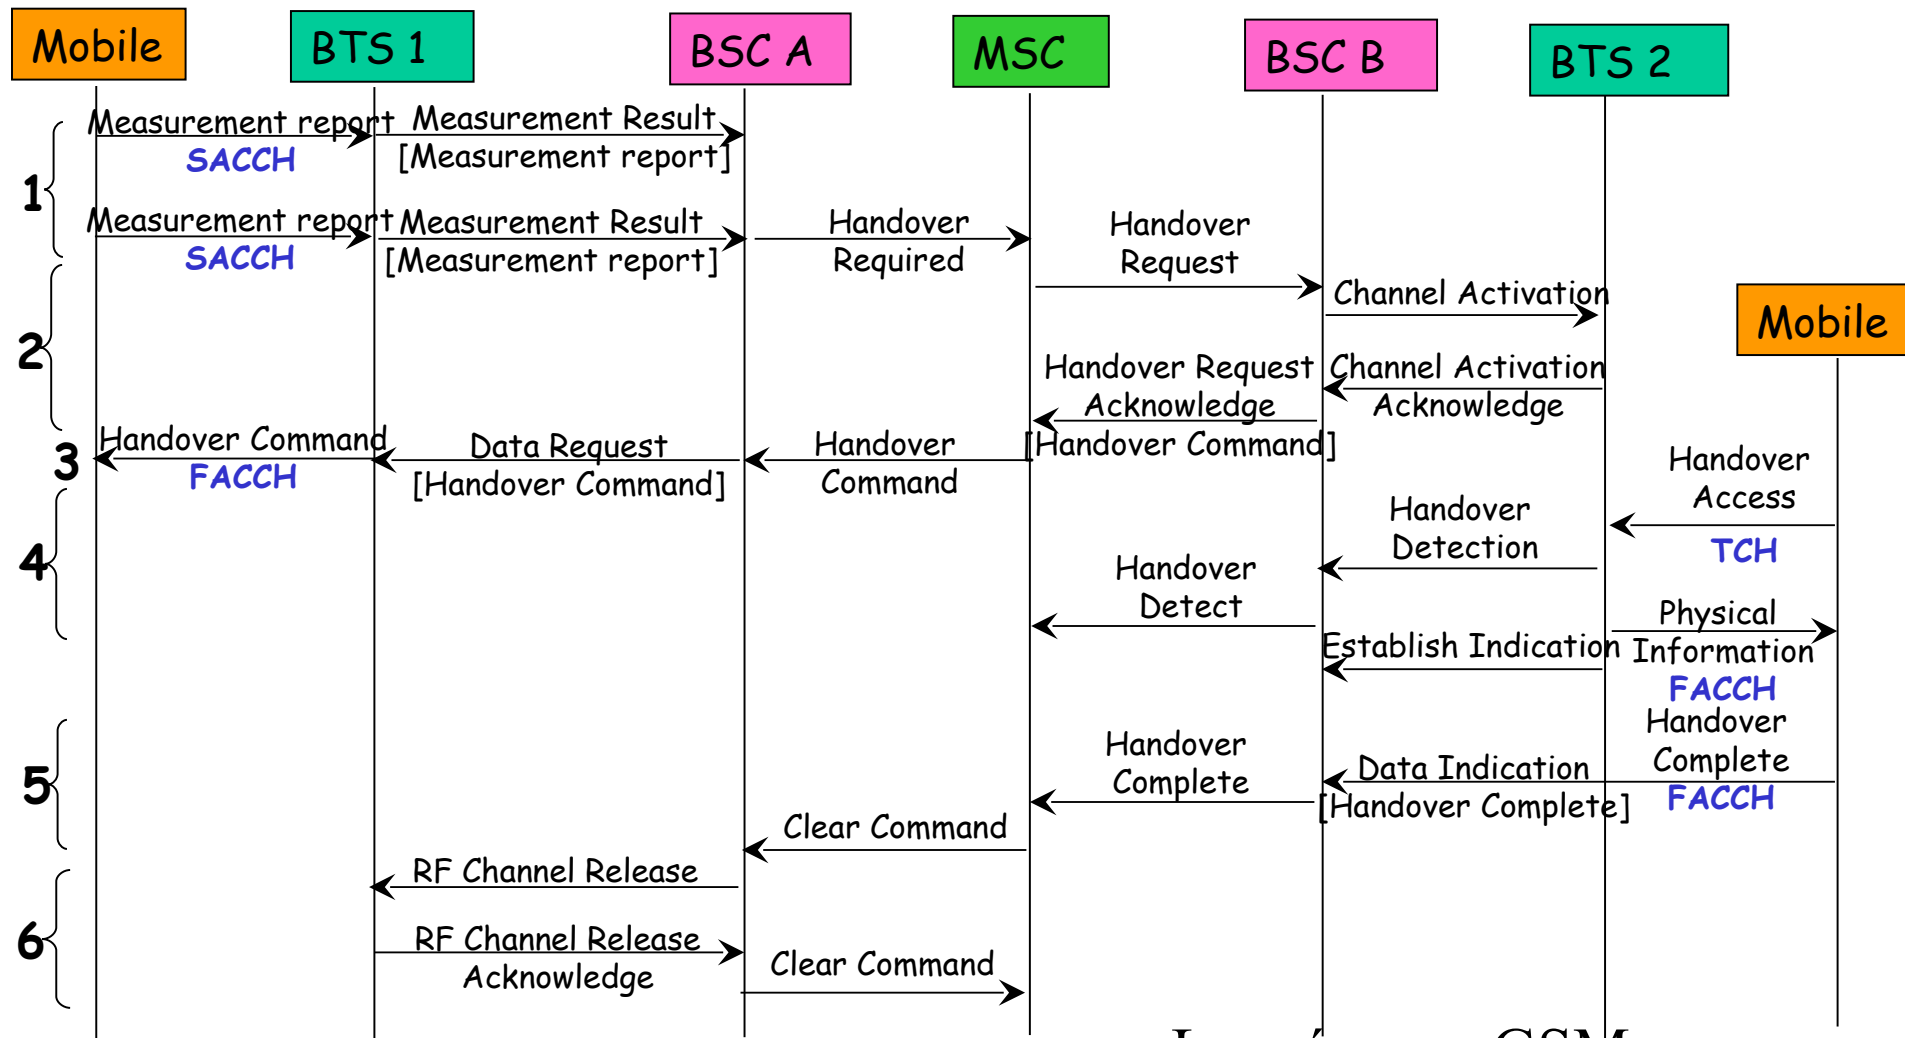 Mobile
BTS 1
BSC A
MSC
BSC B
BTS 2
Measurement report
SACCH
Measurement Result
[Measurement report]
1
Measurement report
SACCH
Measurement Result
[Measurement report]
Handover
Required
Handover
Request
Channel Activation
Mobile
2
Handover Request
Acknowledge
[Handover Command]
Channel Activation
Acknowledge
3
Handover Command
FACCH
Data Request
[Handover Command]
Handover
Command
Handover
Access
TCH
4
Handover
Detection
Handover
Detect
Physical
Information
FACCH
Establish Indication
5
Handover
Complete
FACCH
Data Indication
[Handover Complete]
Handover
Complete
Clear Command
RF Channel Release
6
RF Channel Release
Acknowledge
Clear Command
GSM